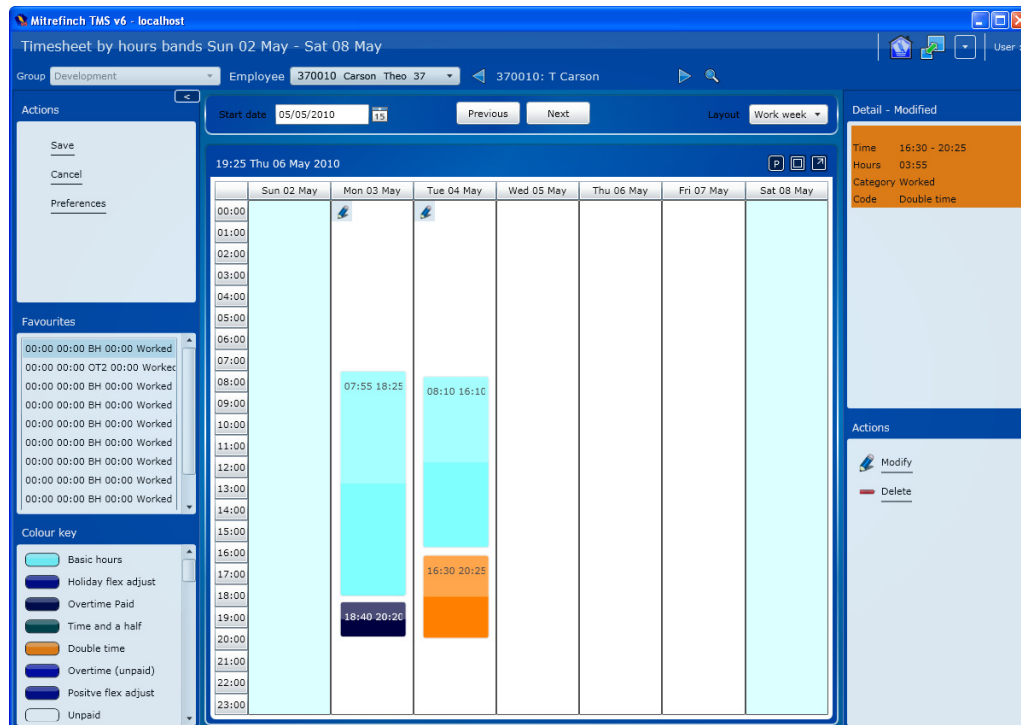 Mitrefinch TMS v6 - localhost
Timesheet by hours bands Sun 02 May - Sat 08 May
User :
Group Development Employee 370010 Carson Theo 37 370010: T Carson
<
Actions
Save
Cancel
Preferences
Favourites
00:00 00:00 BH 00:00 Worked
00:00 00:00 OT2 00:00 Worked
00:00 00:00 BH 00:00 Worked
00:00 00:00 BH 00:00 Worked
00:00 00:00 BH 00:00 Worked
00:00 00:00 BH 00:00 Worked
00:00 00:00 BH 00:00 Worked
00:00 00:00 BH 00:00 Worked
00:00 00:00 BH 00:00 Worked
Colour key
Basic hours
Holiday flex adjust
Overtime Paid
Time and a half
Double time
Overtime (unpaid)
Positve flex adjust
Unpaid
Start date 05/05/2010 15 Previous Next Layout Work week
19:25 Thu 06 May 2010 P
Sun 02 May Mon 03 May Tue 04 May Wed 05 May Thu 06 May Fri 07 May Sat 08 May
00:00
01:00
02:00
03:00
04:00
05:00
06:00
07:00
08:00
09:00
10:00
11:00
12:00
13:00
14:00
15:00
16:00
17:00
18:00
19:00
20:00
21:00
22:00
23:00
07:55 18:25
18:40 20:20
08:10 16:10
16:30 20:25
Detail - Modified
Time 16:30 - 20:25
Hours 03:55
Category Worked
Code Double time
Actions
Modify
Delete